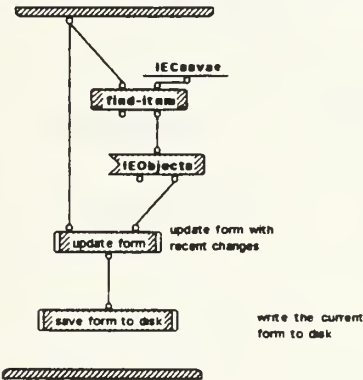 IECanvas
find-item
IEObjects
update form
update form with
recent changes
save form to disk
write the current
form to disk